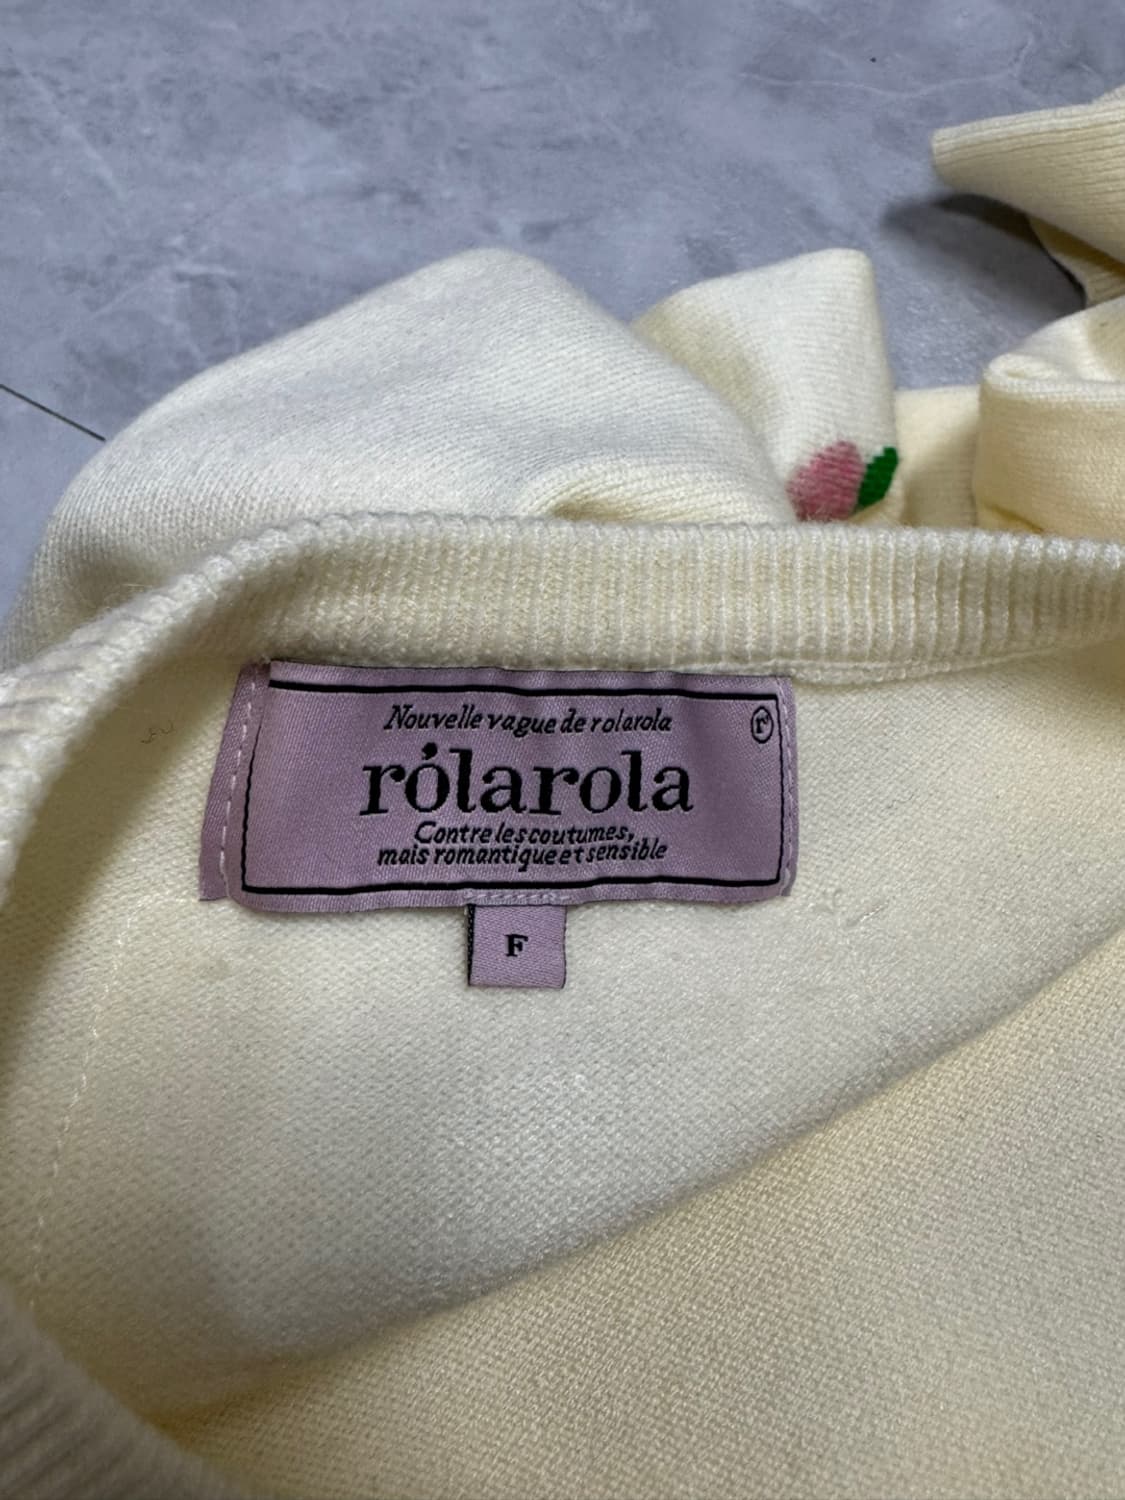 Nouvelle vague de rolarola
r
rólarola
Contre les coutumes,
mais romantique et sensible
F